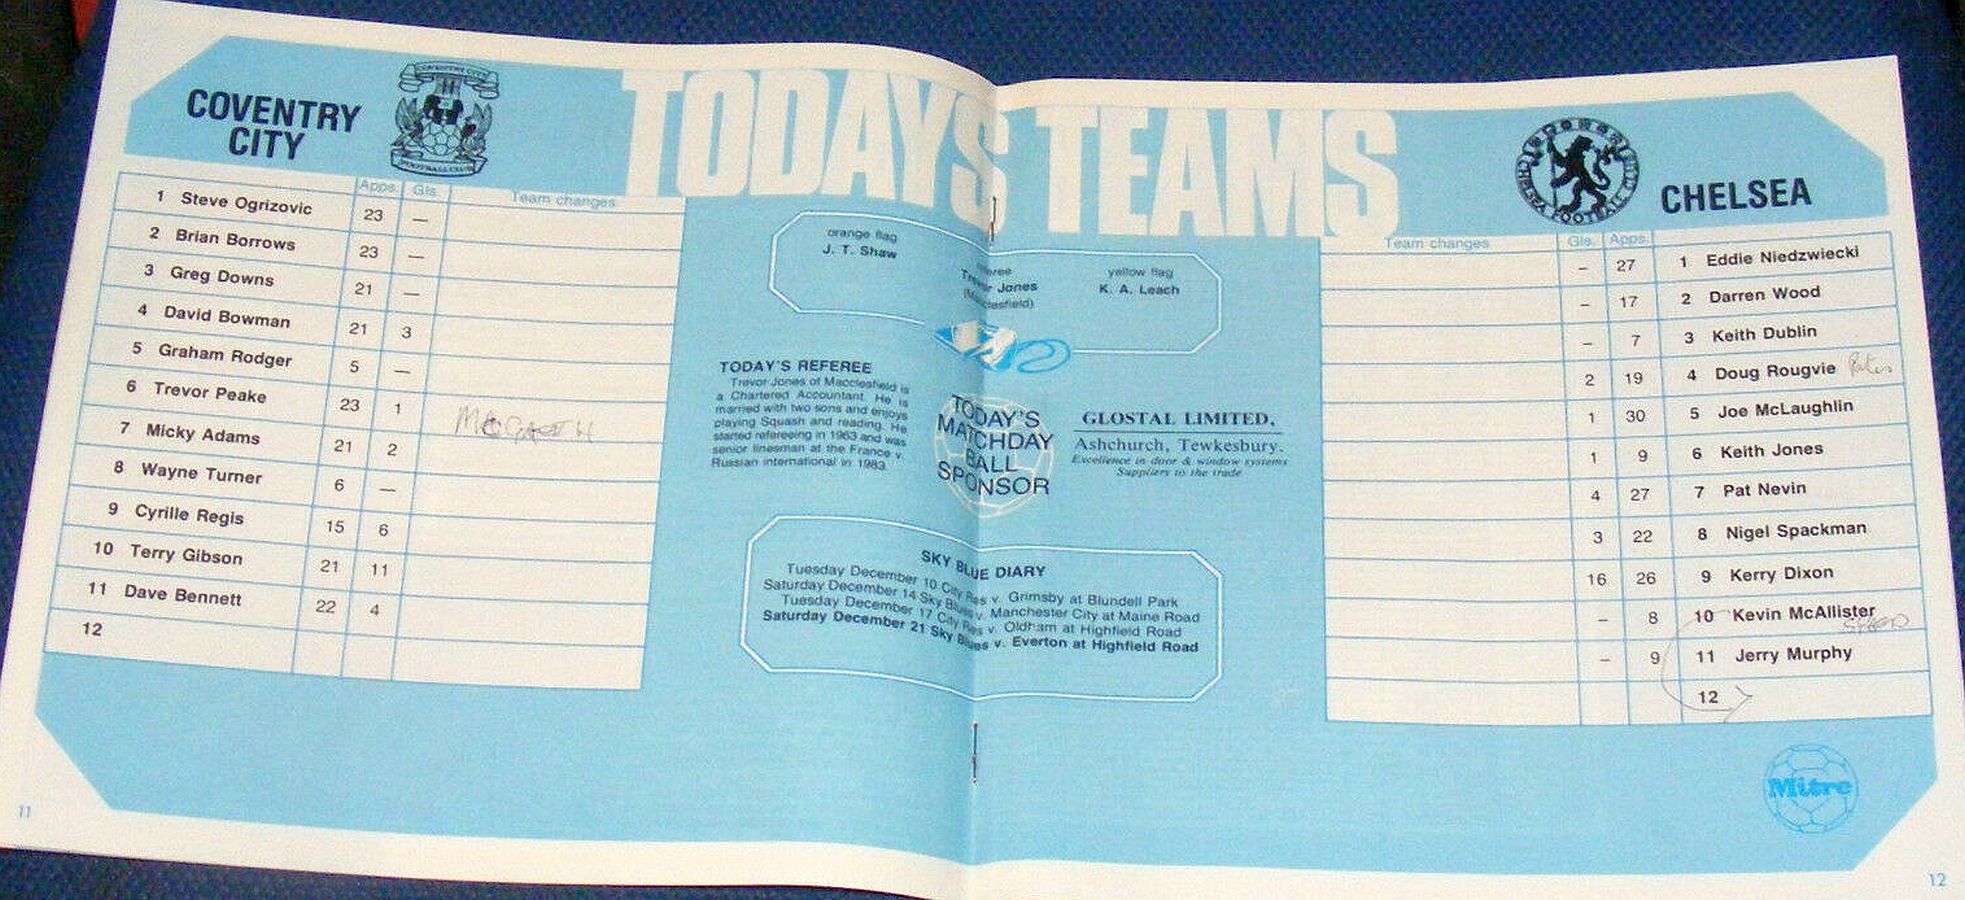 TODAYS TEAMS
COVENTRY
CITY
Apps. Gls. Team changes
1 Steve Ogrizovic 23 —
2 Brian Borrows 23 —
3 Greg Downs 21 —
4 David Bowman 21 3
5 Graham Rodger 5 —
6 Trevor Peake 23 1
7 Micky Adams 21 2
8 Wayne Turner 6 —
9 Cyrille Regis 15 6
10 Terry Gibson 21 11
11 Dave Bennett 22 4
12
11
orange flag
J. T. Shaw
referee
Trevor Jones
(Macclesfield)
yellow flag
K. A. Leach
TODAY'S REFEREE
Trevor Jones of Macclesfield is
a Chartered Accountant. He is
married with two sons and enjoys
playing Squash and reading. He
started refereeing in 1963 and was
senior linesman at the France v.
Russian international in 1983.
TODAY'S
MATCHDAY
BALL
SPONSOR
GLOSTAL LIMITED,
Ashchurch, Tewkesbury.
Excellence in door & window systems
Suppliers to the trade
SKY BLUE DIARY
Tuesday December 10 City Res v. Grimsby at Blundell Park
Saturday December 14 Sky Blues v. Manchester City at Maine Road
Tuesday December 17 City Res v. Oldham at Highfield Road
Saturday December 21 Sky Blues v. Everton at Highfield Road
CHELSEA
Team changes Gls. Apps.
– 27 1 Eddie Niedzwiecki
– 17 2 Darren Wood
– 7 3 Keith Dublin
2 19 4 Doug Rougvie
1 30 5 Joe McLaughlin
1 9 6 Keith Jones
4 27 7 Pat Nevin
3 22 8 Nigel Spackman
16 26 9 Kerry Dixon
– 8 10 Kevin McAllister
– 9 11 Jerry Murphy
12
Mitre
12